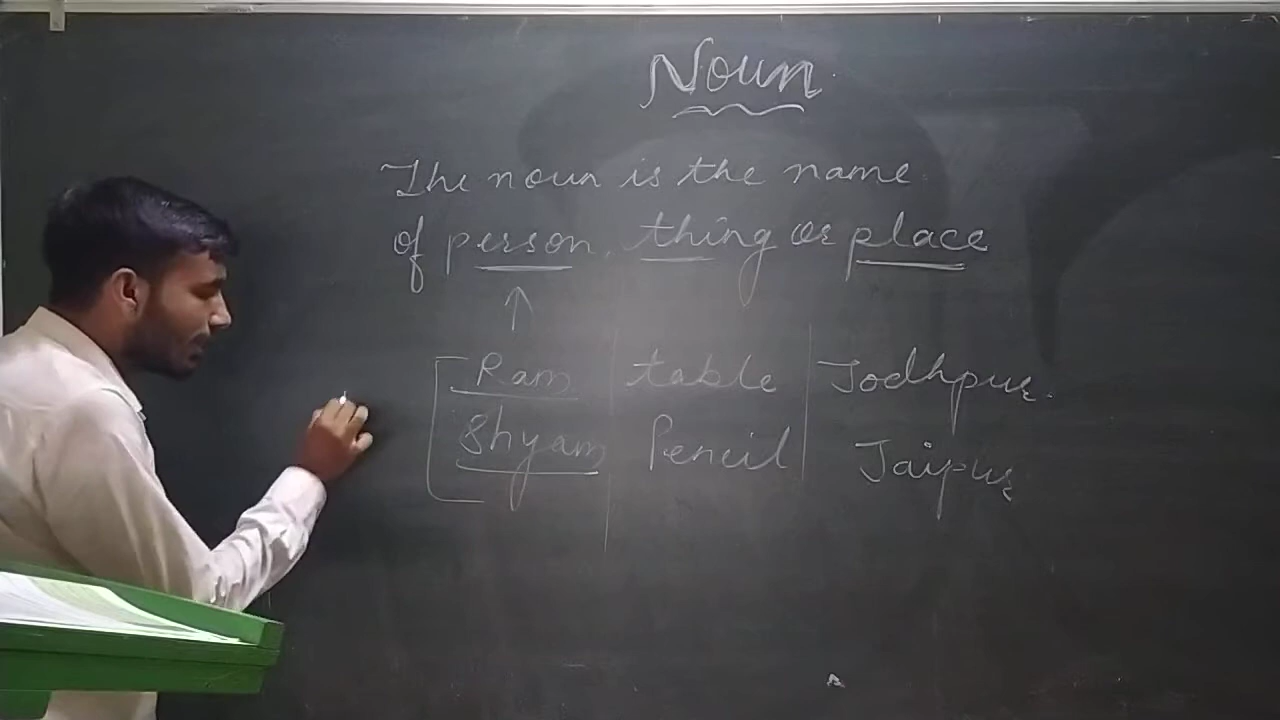 Noun
The noun is the name
of person, thing or place
Ram table Jodhpur.
Shyam Pencil Jaipur